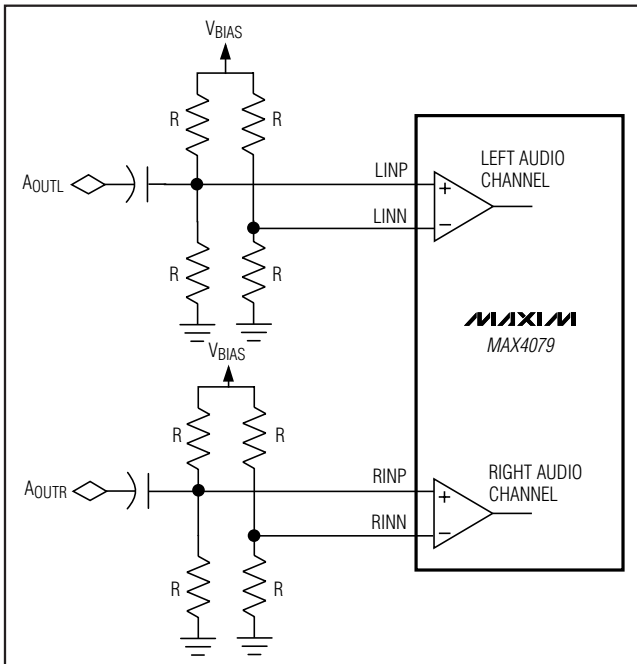 VBIAS
R R
LEFT AUDIO
CHANNEL
AOUTL
LINP
+
LINN
−
R R
MAXIM
MAX4079
VBIAS
R R
RIGHT AUDIO
CHANNEL
AOUTR
RINP
+
RINN
−
R R